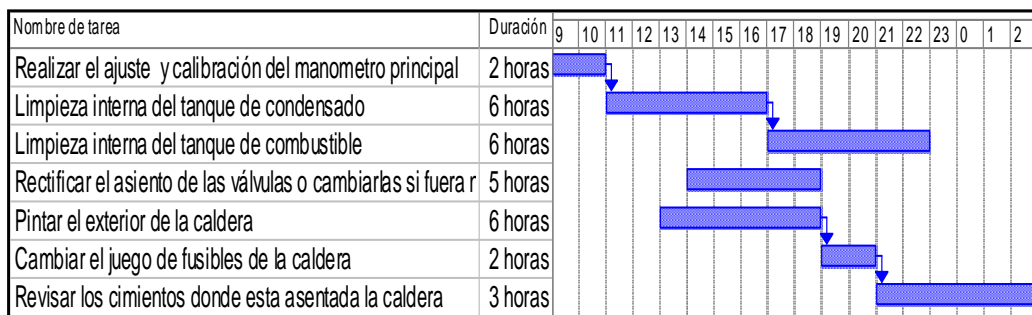 Nombre de tarea Duración 9 10 11 12 13 14 15 16 17 18 19 20 21 22 23 0 1 2
Realizar el ajuste y calibración del manometro principal 2 horas
Limpieza interna del tanque de condensado 6 horas
Limpieza interna del tanque de combustible 6 horas
Rectificar el asiento de las válvulas o cambiarlas si fuera r 5 horas
Pintar el exterior de la caldera 6 horas
Cambiar el juego de fusibles de la caldera 2 horas
Revisar los cimientos donde esta asentada la caldera 3 horas